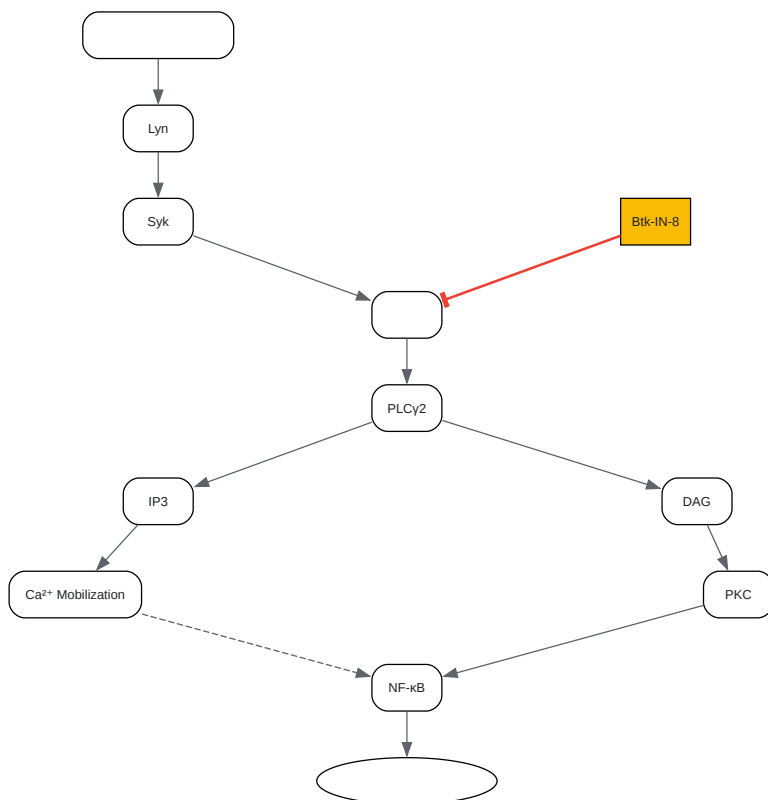 Lyn
Syk
Btk-IN-8
PLCγ2
IP3
DAG
Ca²⁺ Mobilization
PKC
NF-κB